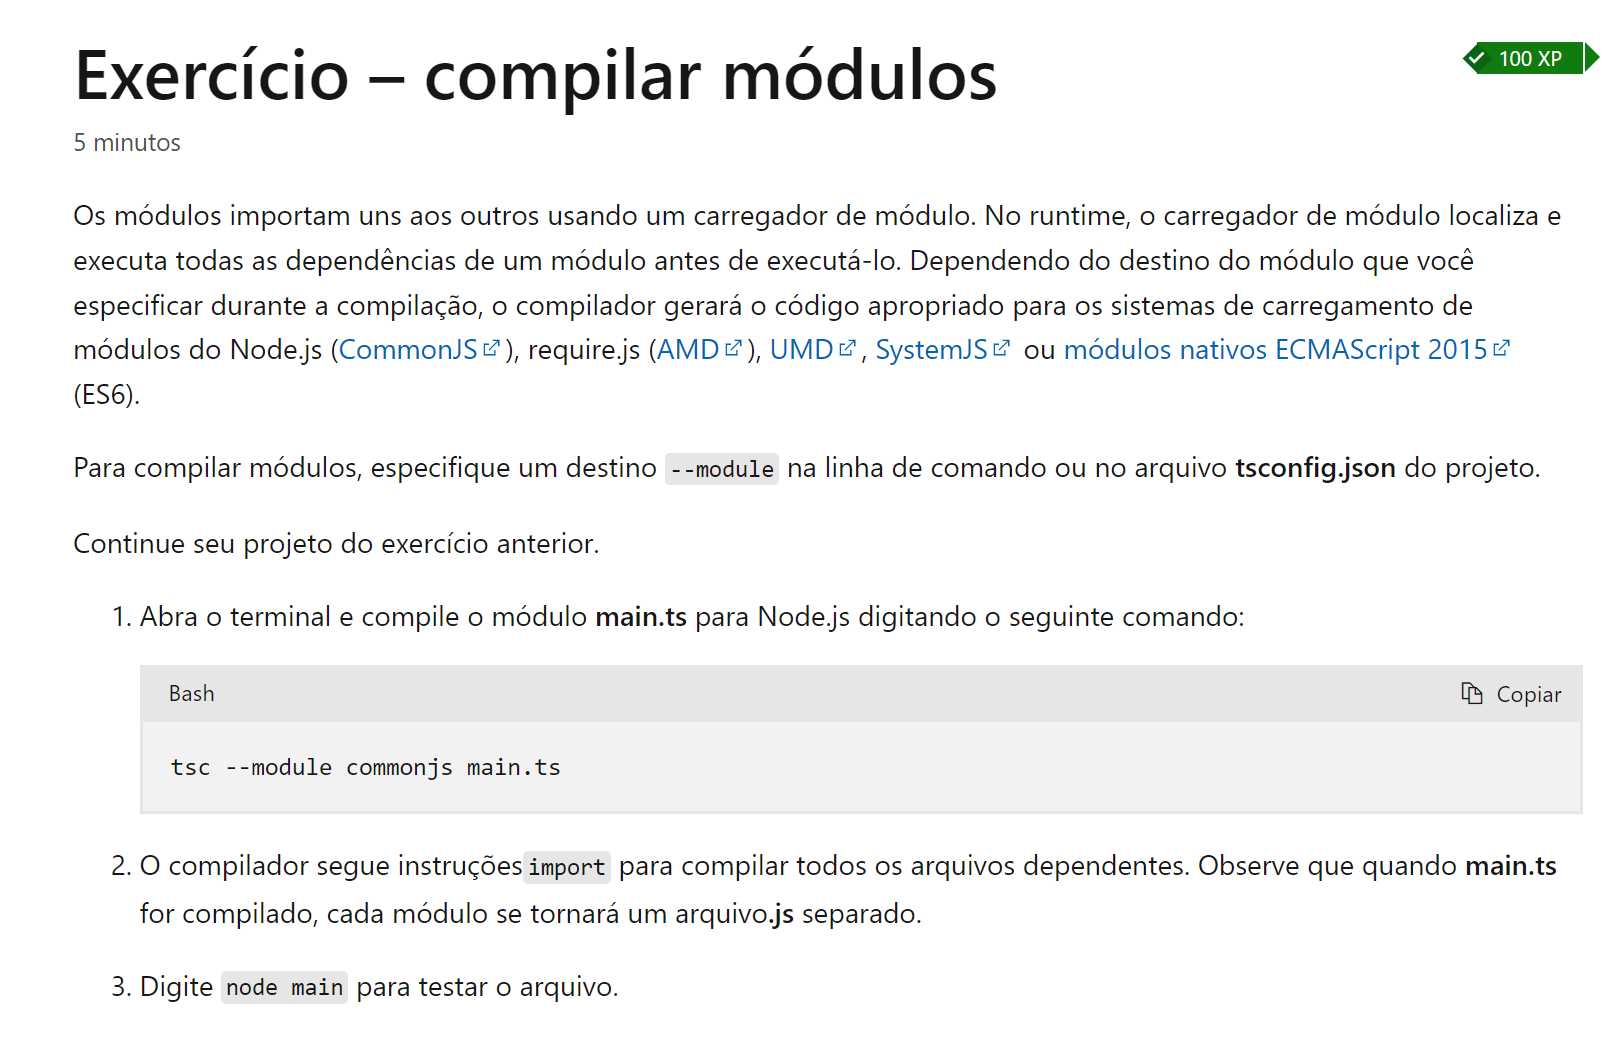 Exercício – compilar módulos
100 XP
5 minutos
Os módulos importam uns aos outros usando um carregador de módulo. No runtime, o carregador de módulo localiza e
executa todas as dependências de um módulo antes de executá-lo. Dependendo do destino do módulo que você
especificar durante a compilação, o compilador gerará o código apropriado para os sistemas de carregamento de
módulos do Node.js (CommonJS), require.js (AMD), UMD, SystemJS ou módulos nativos ECMAScript 2015
(ES6).
Para compilar módulos, especifique um destino --module na linha de comando ou no arquivo tsconfig.json do projeto.
Continue seu projeto do exercício anterior.
1. Abra o terminal e compile o módulo main.ts para Node.js digitando o seguinte comando:
Bash
Copiar
tsc --module commonjs main.ts
2. O compilador segue instruções import para compilar todos os arquivos dependentes. Observe que quando main.ts
for compilado, cada módulo se tornará um arquivo.js separado.
3. Digite node main para testar o arquivo.